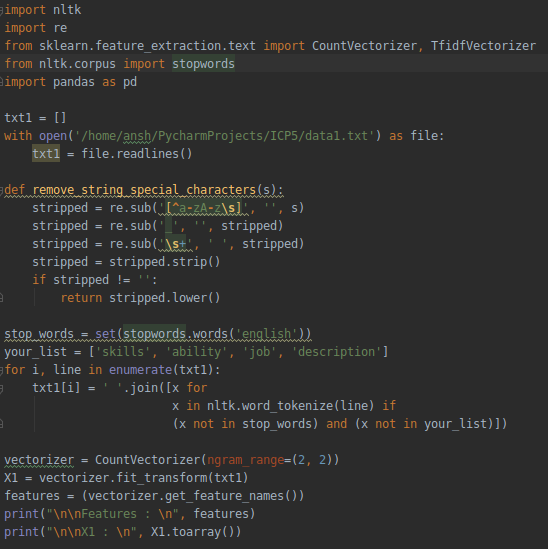 import nltk
import re
from sklearn.feature_extraction.text import CountVectorizer, TfidfVectorizer
from nltk.corpus import stopwords
import pandas as pd

txt1 = []
with open('/home/ansh/PycharmProjects/ICP5/data1.txt') as file:
    txt1 = file.readlines()

def remove_string_special_characters(s):
    stripped = re.sub('[^a-zA-z\s]', '', s)
    stripped = re.sub('_', '', stripped)
    stripped = re.sub('\s+', ' ', stripped)
    stripped = stripped.strip()
    if stripped != '':
        return stripped.lower()

stop_words = set(stopwords.words('english'))
your_list = ['skills', 'ability', 'job', 'description']
for i, line in enumerate(txt1):
    txt1[i] = ' '.join([x for
                       x in nltk.word_tokenize(line) if
                       (x not in stop_words) and (x not in your_list)])

vectorizer = CountVectorizer(ngram_range=(2, 2))
X1 = vectorizer.fit_transform(txt1)
features = (vectorizer.get_feature_names())
print("\n\nFeatures : \n", features)
print("\n\nX1 : \n", X1.toarray())